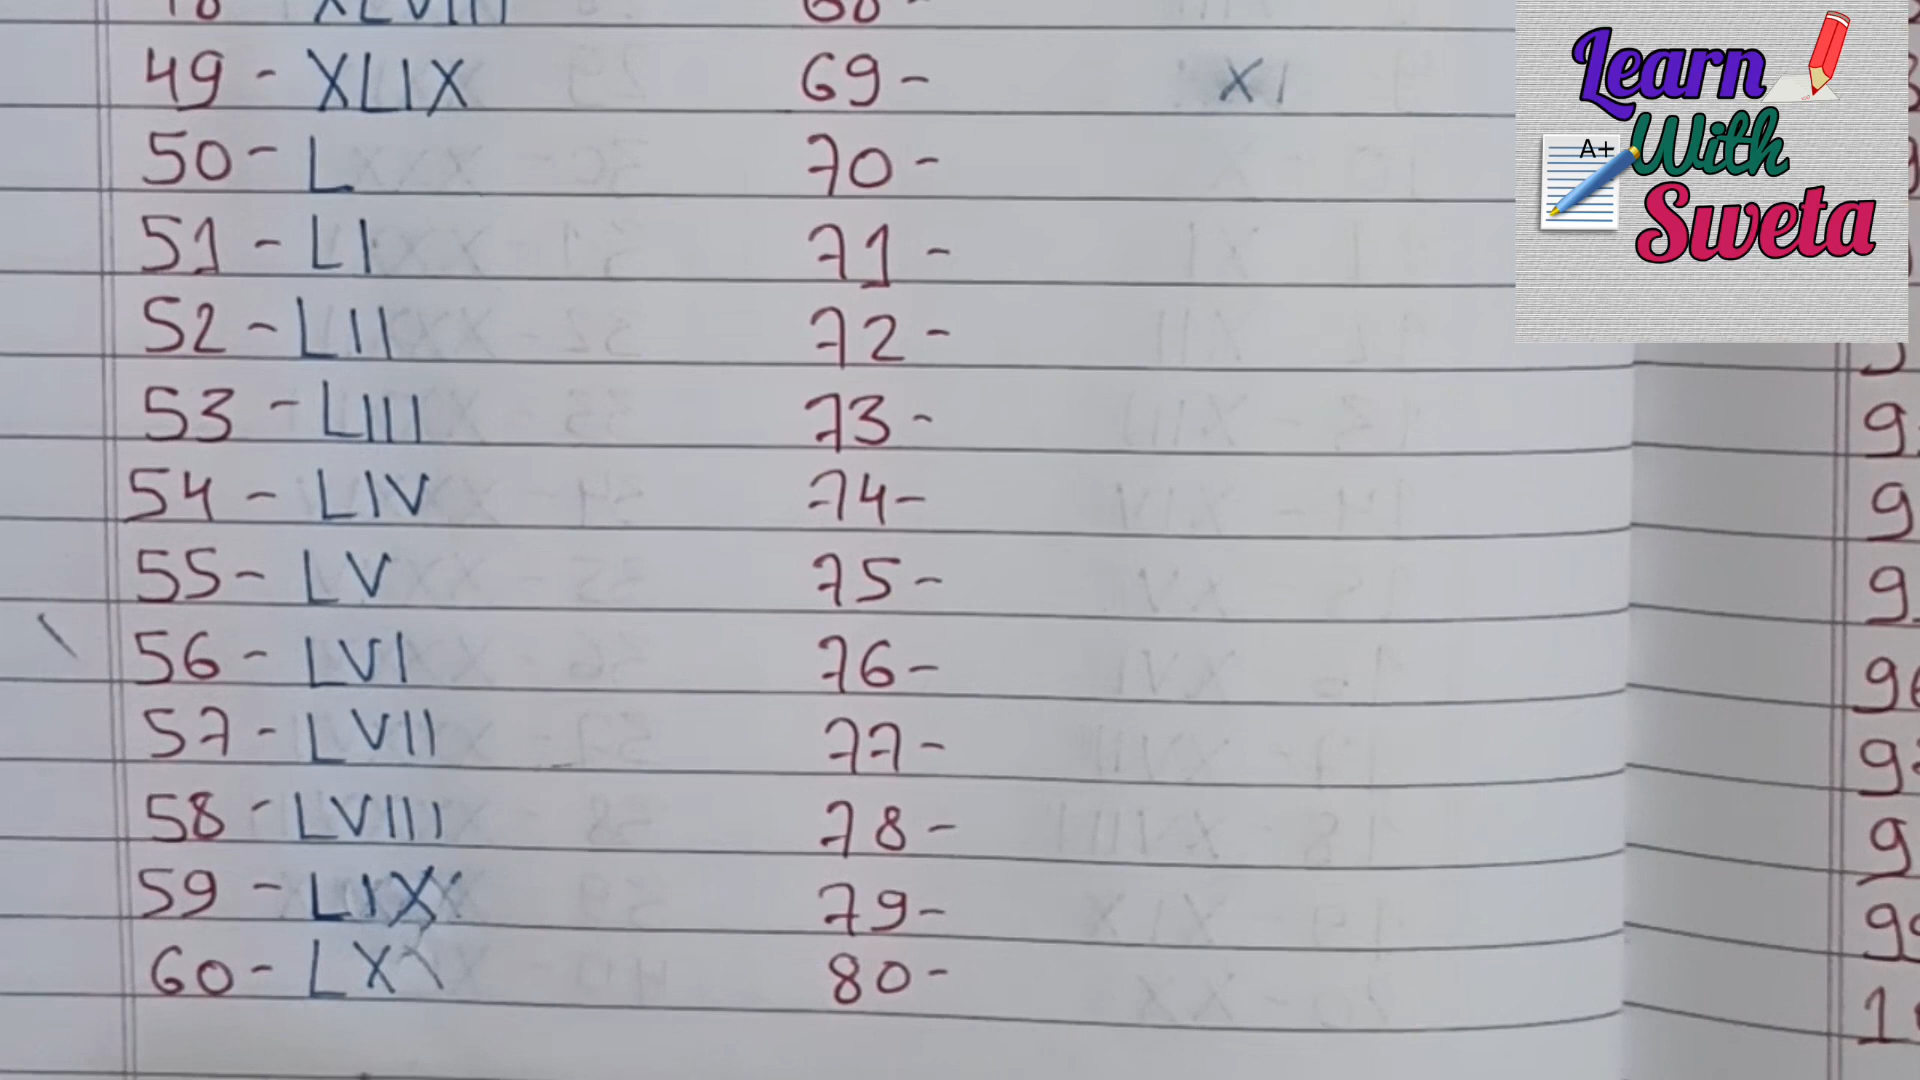 49 - XLIX
50 - L
51 - LI
52 - LII
53 - LIII
54 - LIV
55 - LV
56 - LVI
57 - LVII
58 - LVIII
59 - LIX
60 - LX
69 -
70 -
71 -
72 -
73 -
74 -
75 -
76 -
77 -
78 -
79 -
80 -
Learn
With
A+
Sweta